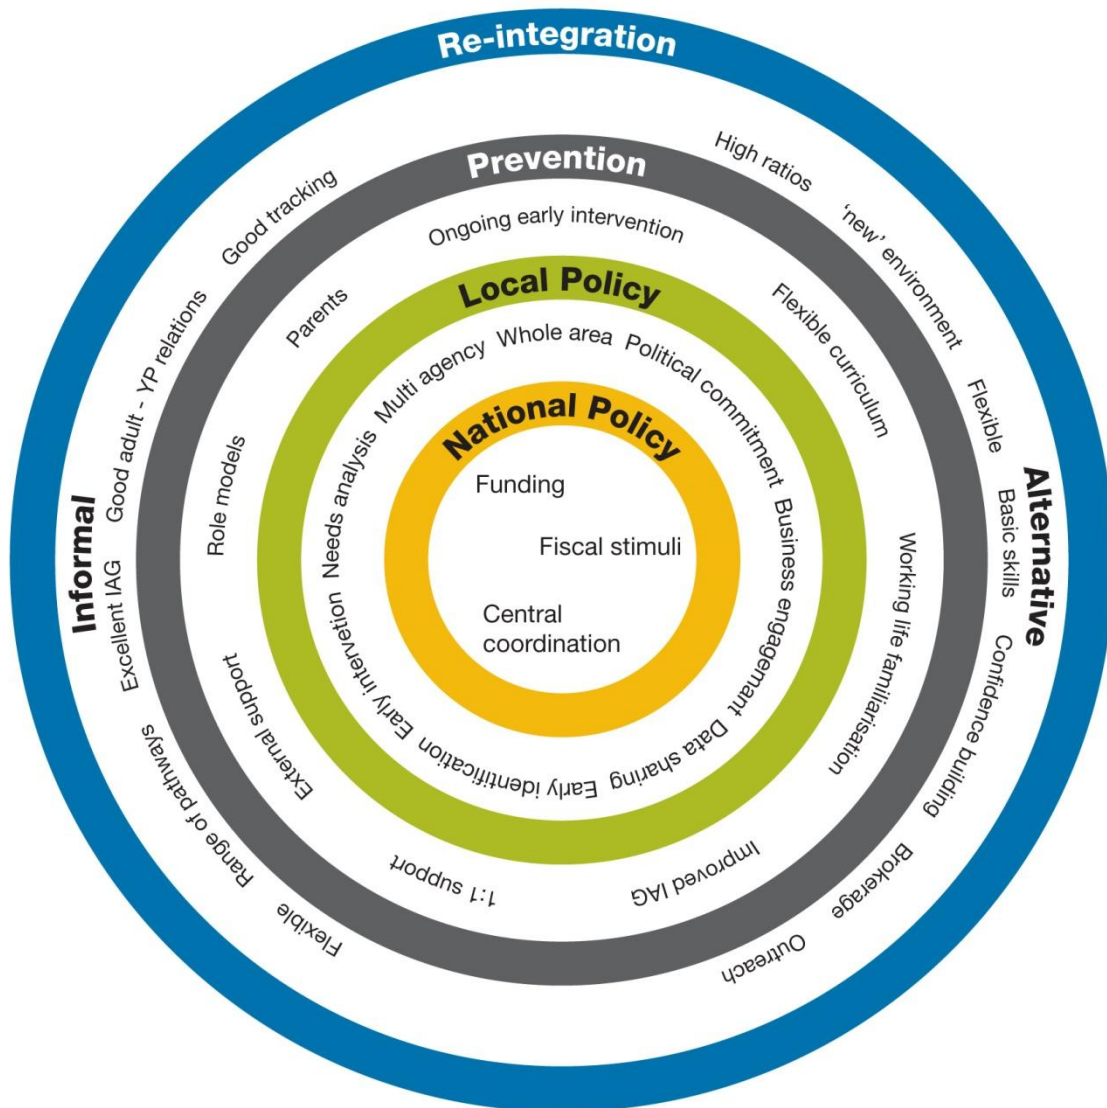 Re-integration
High ratios
'new' environment
Flexible
Basic skills
Alternative
Confidence building
Brokerage
Outreach
Flexible
Range of pathways
Excellent IAG
Informal
Good adult - YP relations
Good tracking
Prevention
Ongoing early intervention
Flexible curriculum
Working life familiarisation
Improved IAG
1:1 support
External support
Role models
Parents
Local Policy
Whole area
Political commitment
Business engagemant
Data sharing
Early identification
Early intervetion
Needs analysis
Multi agency
National Policy
Funding
Fiscal stimuli
Central
coordination